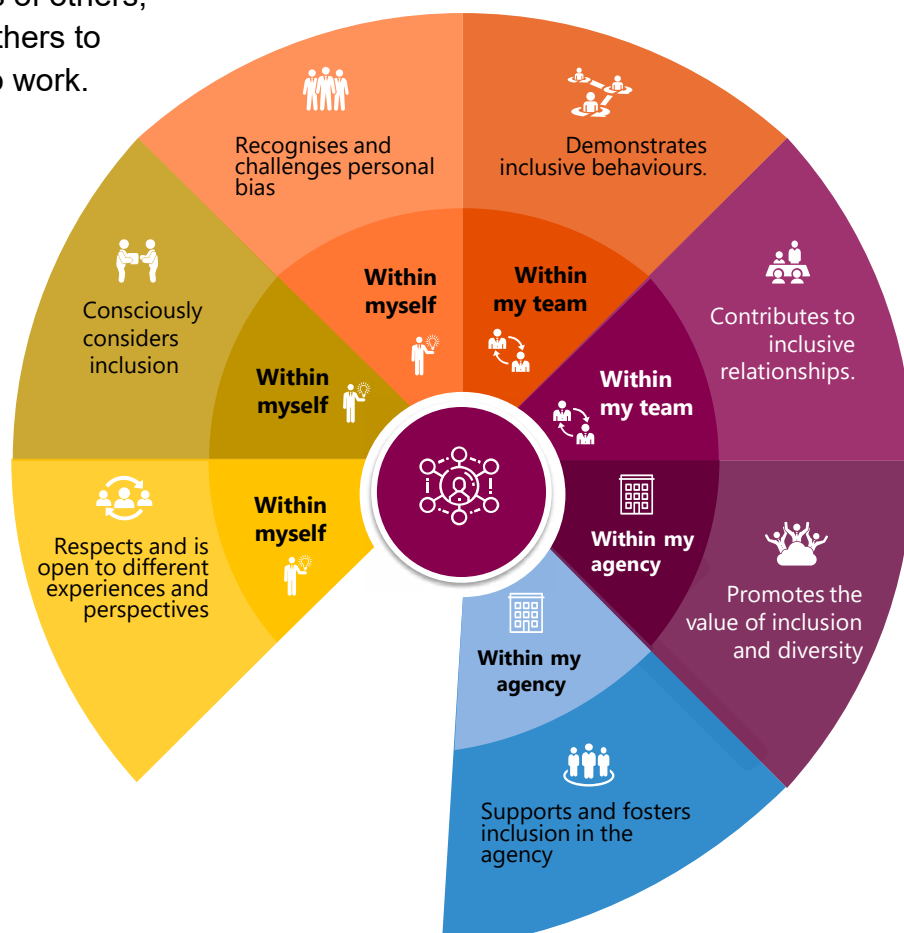 s of others,
thers to
o work.
Recognises and
challenges personal
bias
Demonstrates
inclusive behaviours.
Within
myself
Within
my team
Consciously
considers
inclusion
Within
myself
Contributes to
inclusive
relationships.
Within
my team
Respects and is
open to different
experiences and
perspectives
Within
myself
Within my
agency
Promotes the
value of inclusion
and diversity
Within my
agency
Supports and fosters
inclusion in the
agency